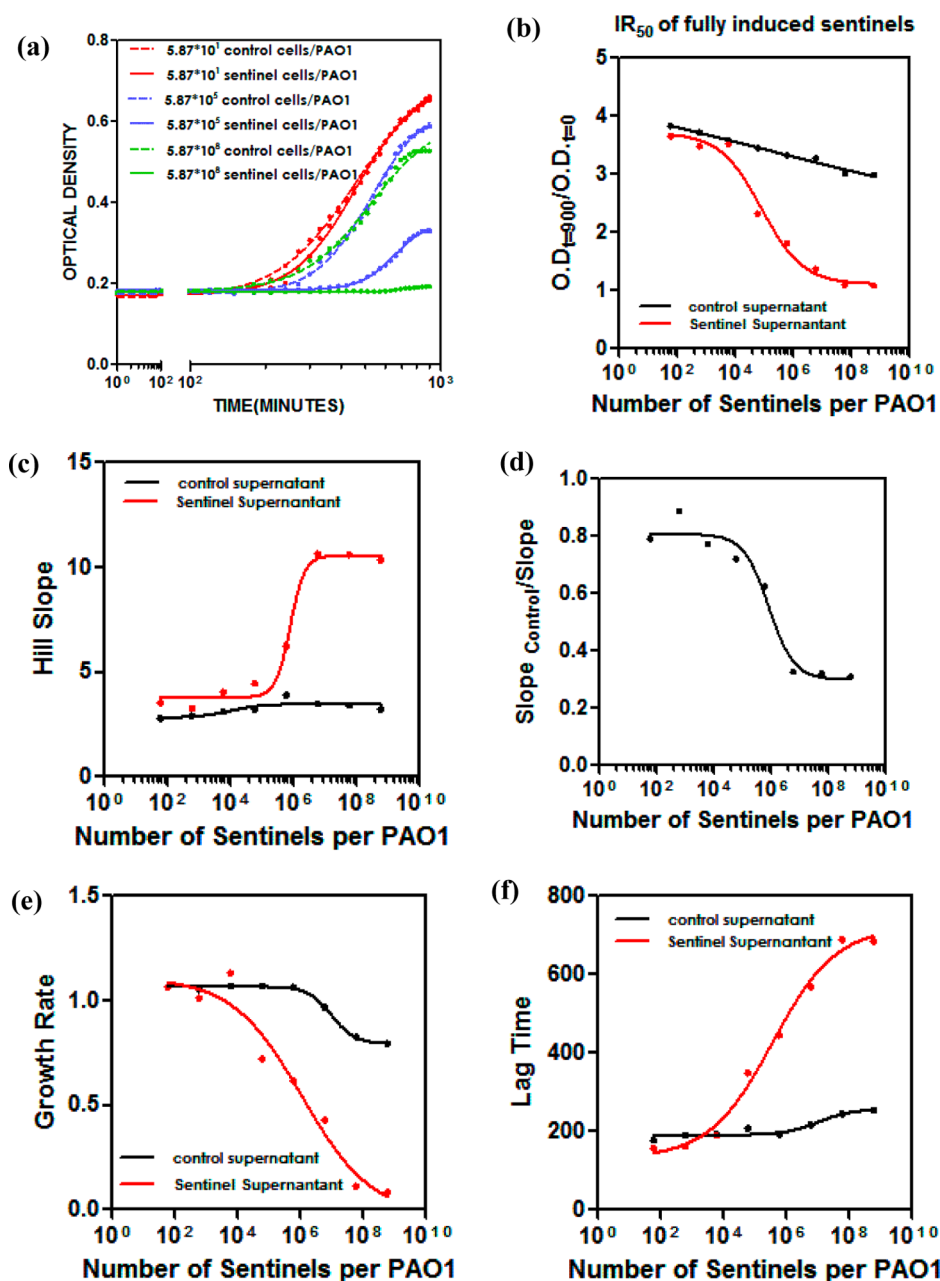 (a)
0.8
0.6
0.4
0.2
0.0
OPTICAL DENSITY
5.87*10¹ control cells/PAO1
5.87*10¹ sentinel cells/PAO1
5.87*10⁵ control cells/PAO1
5.87*10⁵ sentinel cells/PAO1
5.87*10⁸ control cells/PAO1
5.87*10⁸ sentinel cells/PAO1
10⁰ 10² 10² 10³
TIME(MINUTES)
(b)
IR₅₀ of fully induced sentinels
5
4
3
2
1
0
O.D_t=900/O.D._t=0
control supernatant
Sentinel Supernantant
10⁰ 10² 10⁴ 10⁶ 10⁸ 10¹⁰
Number of Sentinels per PAO1
(c)
15
10
5
0
Hill Slope
control supernatant
Sentinel Supernantant
10⁰ 10² 10⁴ 10⁶ 10⁸ 10¹⁰
Number of Sentinels per PAO1
(d)
1.0
0.8
0.6
0.4
0.2
0.0
Slope Control/Slope
10⁰ 10² 10⁴ 10⁶ 10⁸ 10¹⁰
Number of Sentinels per PAO1
(e)
1.5
1.0
0.5
0.0
Growth Rate
control supernatant
Sentinel Supernantant
10⁰ 10² 10⁴ 10⁶ 10⁸ 10¹⁰
Number of Sentinels per PAO1
(f)
800
600
400
200
0
Lag Time
control supernatant
Sentinel Supernantant
10⁰ 10² 10⁴ 10⁶ 10⁸ 10¹⁰
Number of Sentinels per PAO1